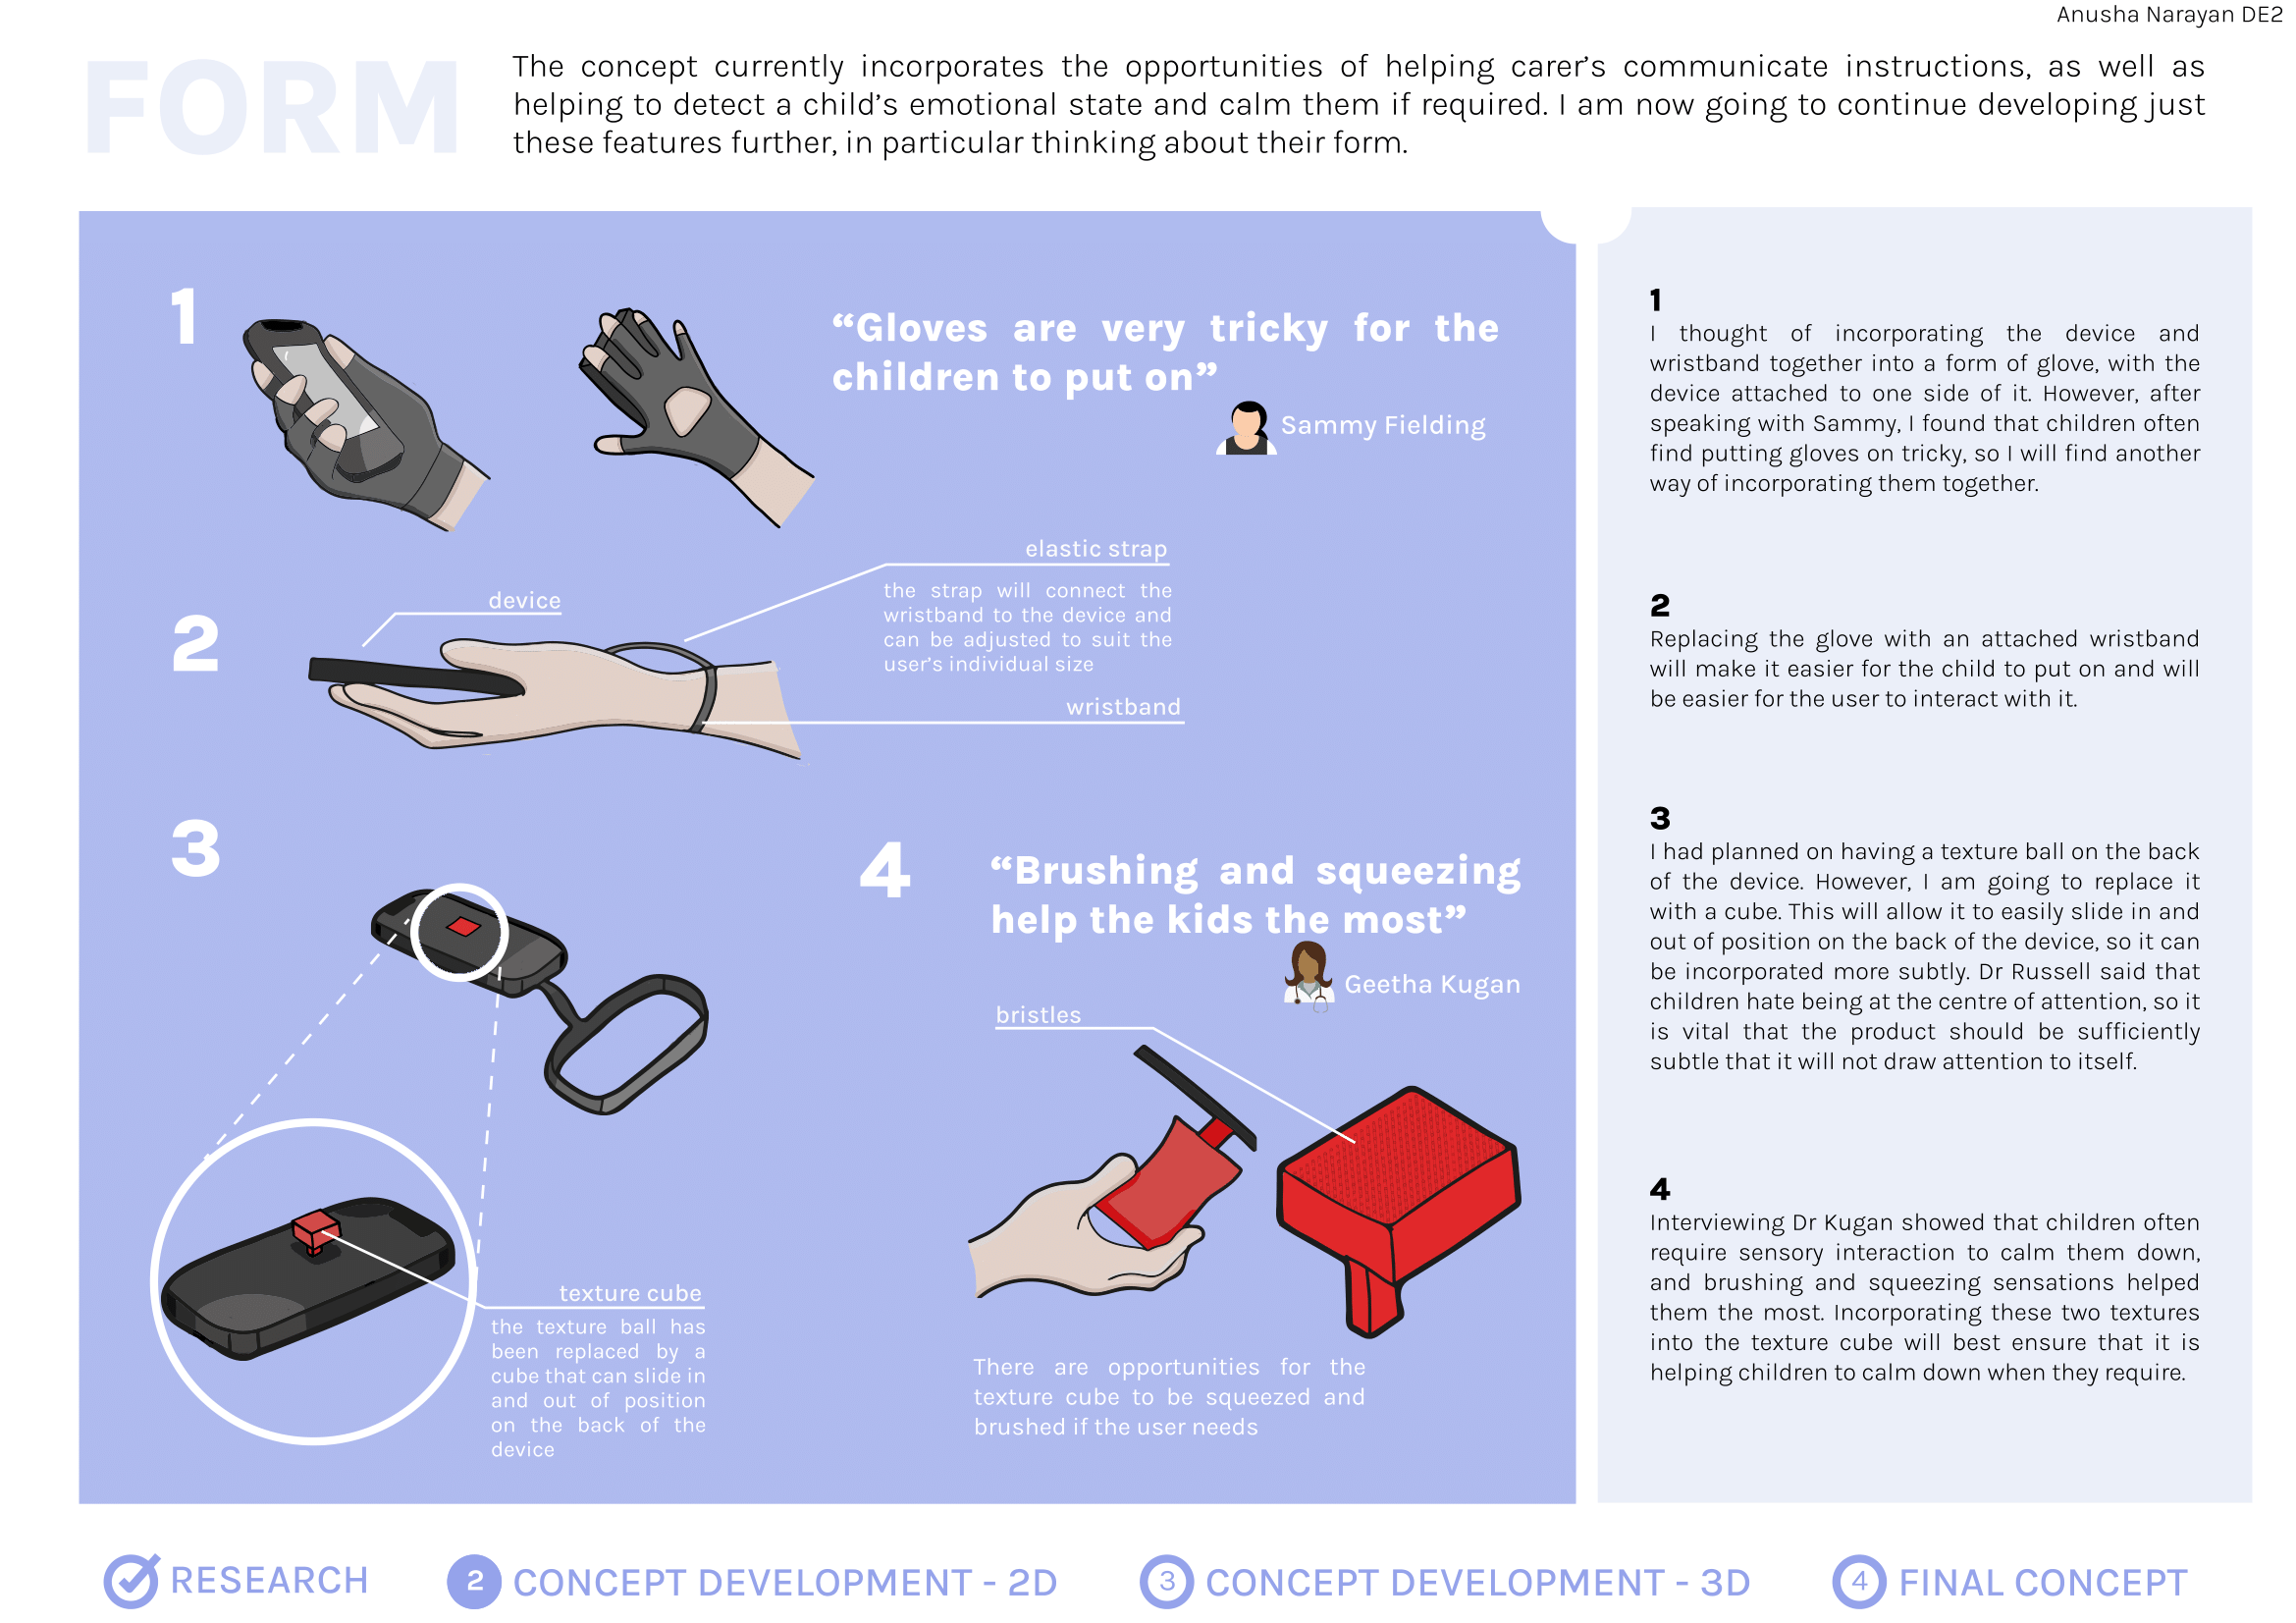 Anusha Narayan DE2
FORM
The concept currently incorporates the opportunities of helping carer's communicate instructions, as well as
helping to detect a child's emotional state and calm them if required. I am now going to continue developing just
these features further, in particular thinking about their form.
1
“Gloves are very tricky for the
children to put on”
Sammy Fielding
2
device
elastic strap
the strap will connect the
wristband to the device and
can be adjusted to suit the
user's individual size
wristband
3
texture cube
the texture ball has
been replaced by a
cube that can slide in
and out of position
on the back of the
device
4
“Brushing and squeezing
help the kids the most”
Geetha Kugan
bristles
There are opportunities for the
texture cube to be squeezed and
brushed if the user needs
1
I thought of incorporating the device and
wristband together into a form of glove, with the
device attached to one side of it. However, after
speaking with Sammy, I found that children often
find putting gloves on tricky, so I will find another
way of incorporating them together.
2
Replacing the glove with an attached wristband
will make it easier for the child to put on and will
be easier for the user to interact with it.
3
I had planned on having a texture ball on the back
of the device. However, I am going to replace it
with a cube. This will allow it to easily slide in and
out of position on the back of the device, so it can
be incorporated more subtly. Dr Russell said that
children hate being at the centre of attention, so it
is vital that the product should be sufficiently
subtle that it will not draw attention to itself.
4
Interviewing Dr Kugan showed that children often
require sensory interaction to calm them down,
and brushing and squeezing sensations helped
them the most. Incorporating these two textures
into the texture cube will best ensure that it is
helping children to calm down when they require.
RESEARCH
2 CONCEPT DEVELOPMENT - 2D
3 CONCEPT DEVELOPMENT - 3D
4 FINAL CONCEPT